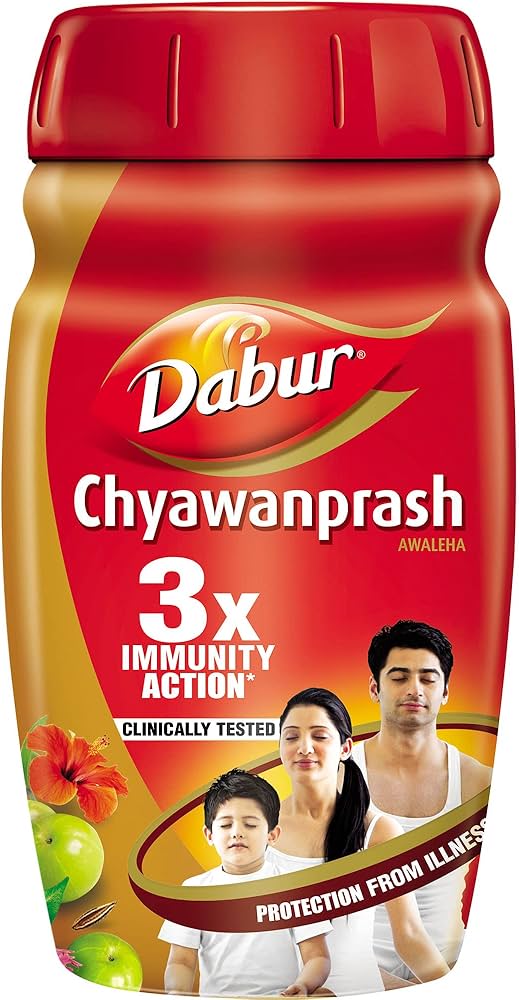 Dabur®
Chyawanprash
AWALEHA
3x
IMMUNITY
ACTION*
CLINICALLY TESTED
PROTECTION FROM ILLNESS